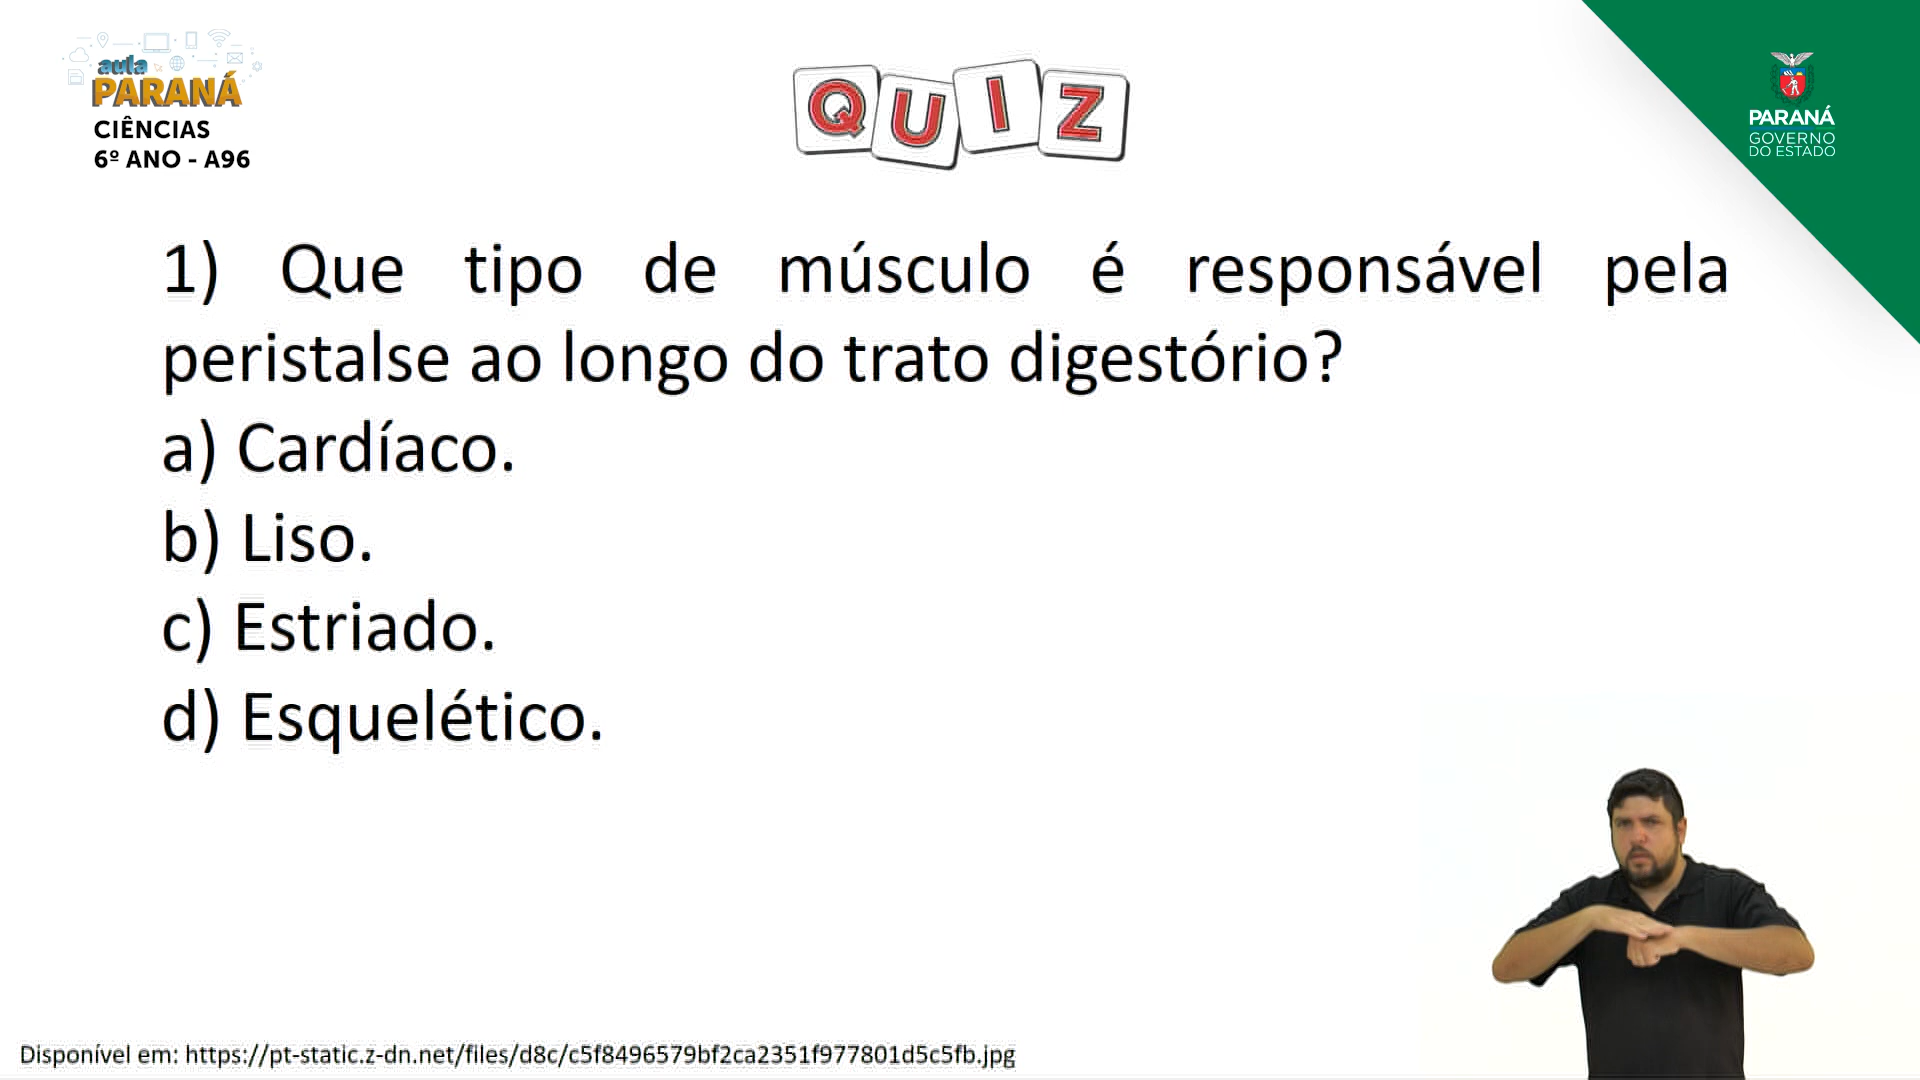 aula
PARANÁ
CIÊNCIAS
6º ANO - A96
QUIZ
PARANÁ
GOVERNO
DO ESTADO
1) Que tipo de músculo é responsável pela
peristalse ao longo do trato digestório?
a) Cardíaco.
b) Liso.
c) Estriado.
d) Esquelético.
Disponível em: https://pt-static.z-dn.net/files/d8c/c5f8496579bf2ca2351f977801d5c5fb.jpg